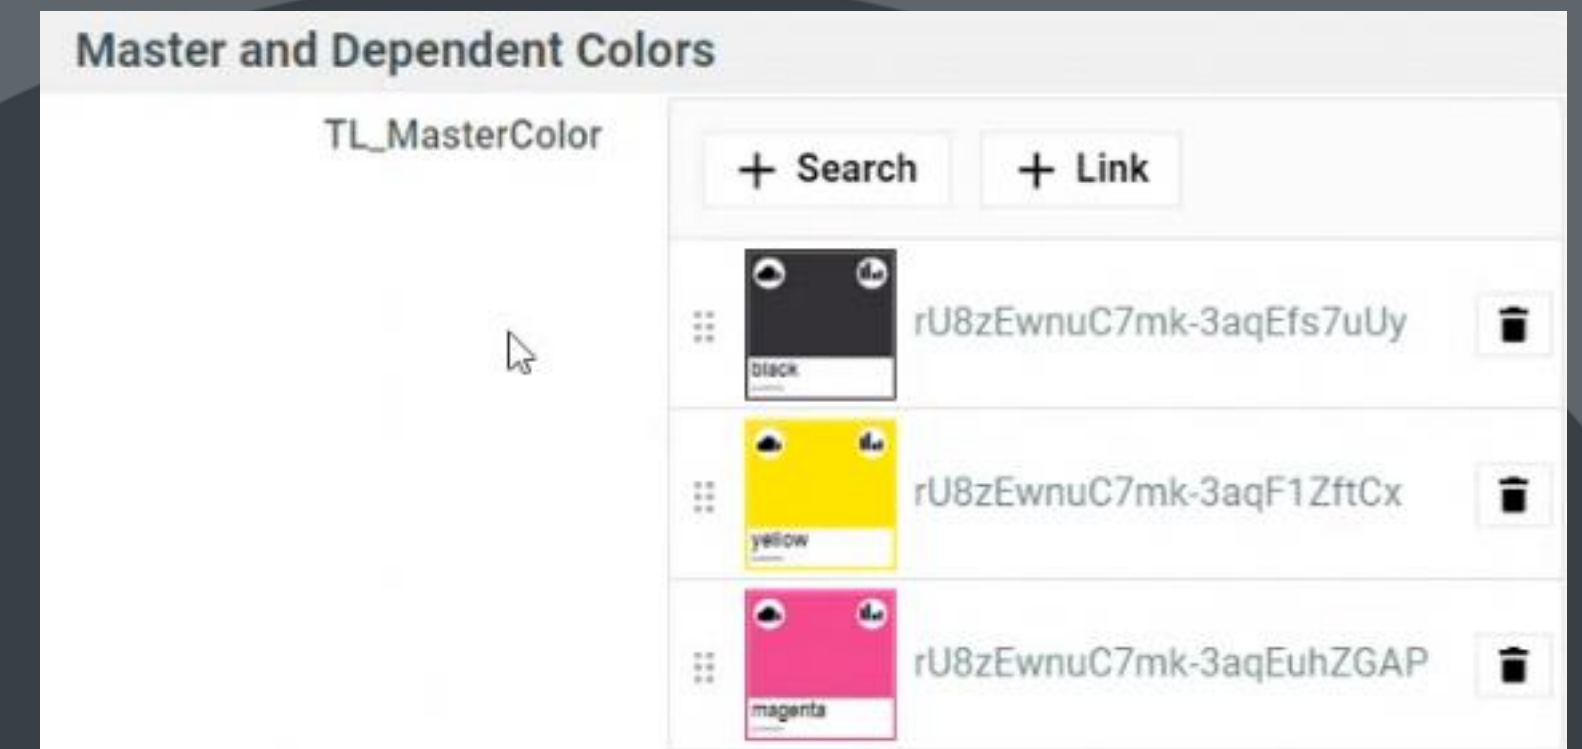 Master and Dependent Colors
TL_MasterColor
+ Search + Link
black
rU8zEwnuC7mk-3aqEfs7uUy
yellow
rU8zEwnuC7mk-3aqF1ZftCx
magenta
rU8zEwnuC7mk-3aqEuhZGAP